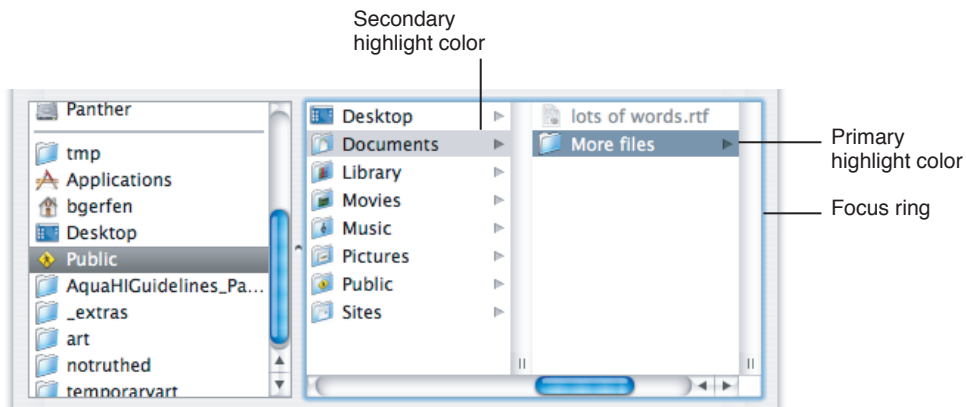 Secondary
highlight color
Panther
tmp
Applications
bgerfen
Desktop
Public
AquaHIGuidelines_Pa...
_extras
art
notruthed
temporaryart
Desktop
Documents
Library
Movies
Music
Pictures
Public
Sites
lots of words.rtf
More files
Primary
highlight color
Focus ring